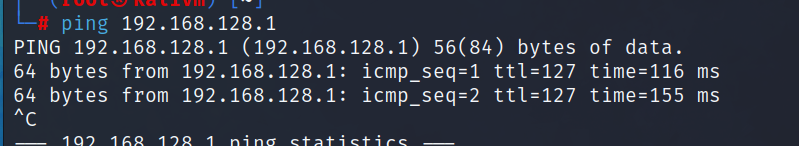 (root㉿Kalivm)-[~]
└─# ping 192.168.128.1
PING 192.168.128.1 (192.168.128.1) 56(84) bytes of data.
64 bytes from 192.168.128.1: icmp_seq=1 ttl=127 time=116 ms
64 bytes from 192.168.128.1: icmp_seq=2 ttl=127 time=155 ms
^C
--- 192.168.128.1 ping statistics ---